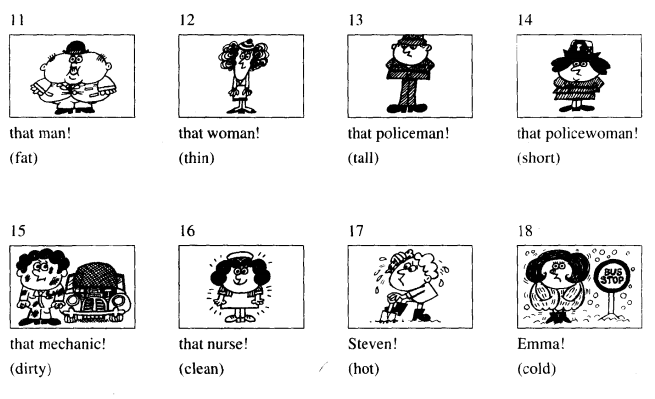 11
12
13
14
that man!
that woman!
that policeman!
that policewoman!
(fat)
(thin)
(tall)
(short)
15
16
17
18
BUS
STOP
that mechanic!
that nurse!
Steven!
Emma!
(dirty)
(clean)
(hot)
(cold)